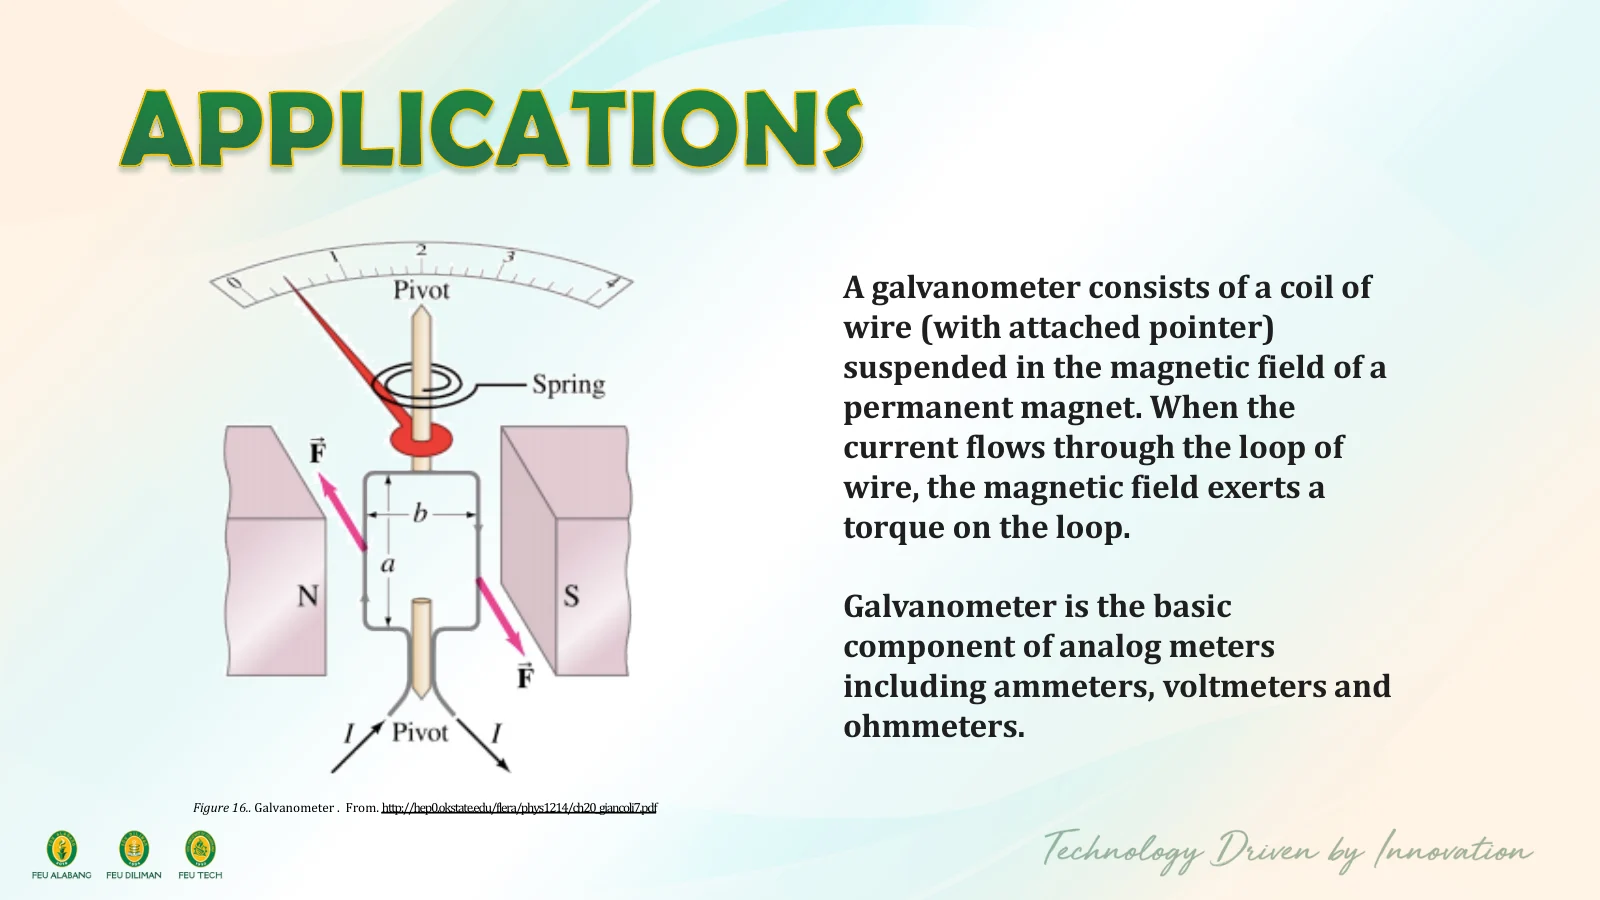 APPLICATIONS
0 1 2 3 4
Pivot
Spring
F
b
a
N
S
F
I
Pivot
I
A galvanometer consists of a coil of
wire (with attached pointer)
suspended in the magnetic field of a
permanent magnet. When the
current flows through the loop of
wire, the magnetic field exerts a
torque on the loop.
Galvanometer is the basic
component of analog meters
including ammeters, voltmeters and
ohmmeters.
Figure 16.. Galvanometer . From. http://hep0.okstate.edu/flera/phys1214/ch20_giancoli7.pdf
FEU ALABANG
FEU DILIMAN
FEU TECH
Technology Driven by Innovation